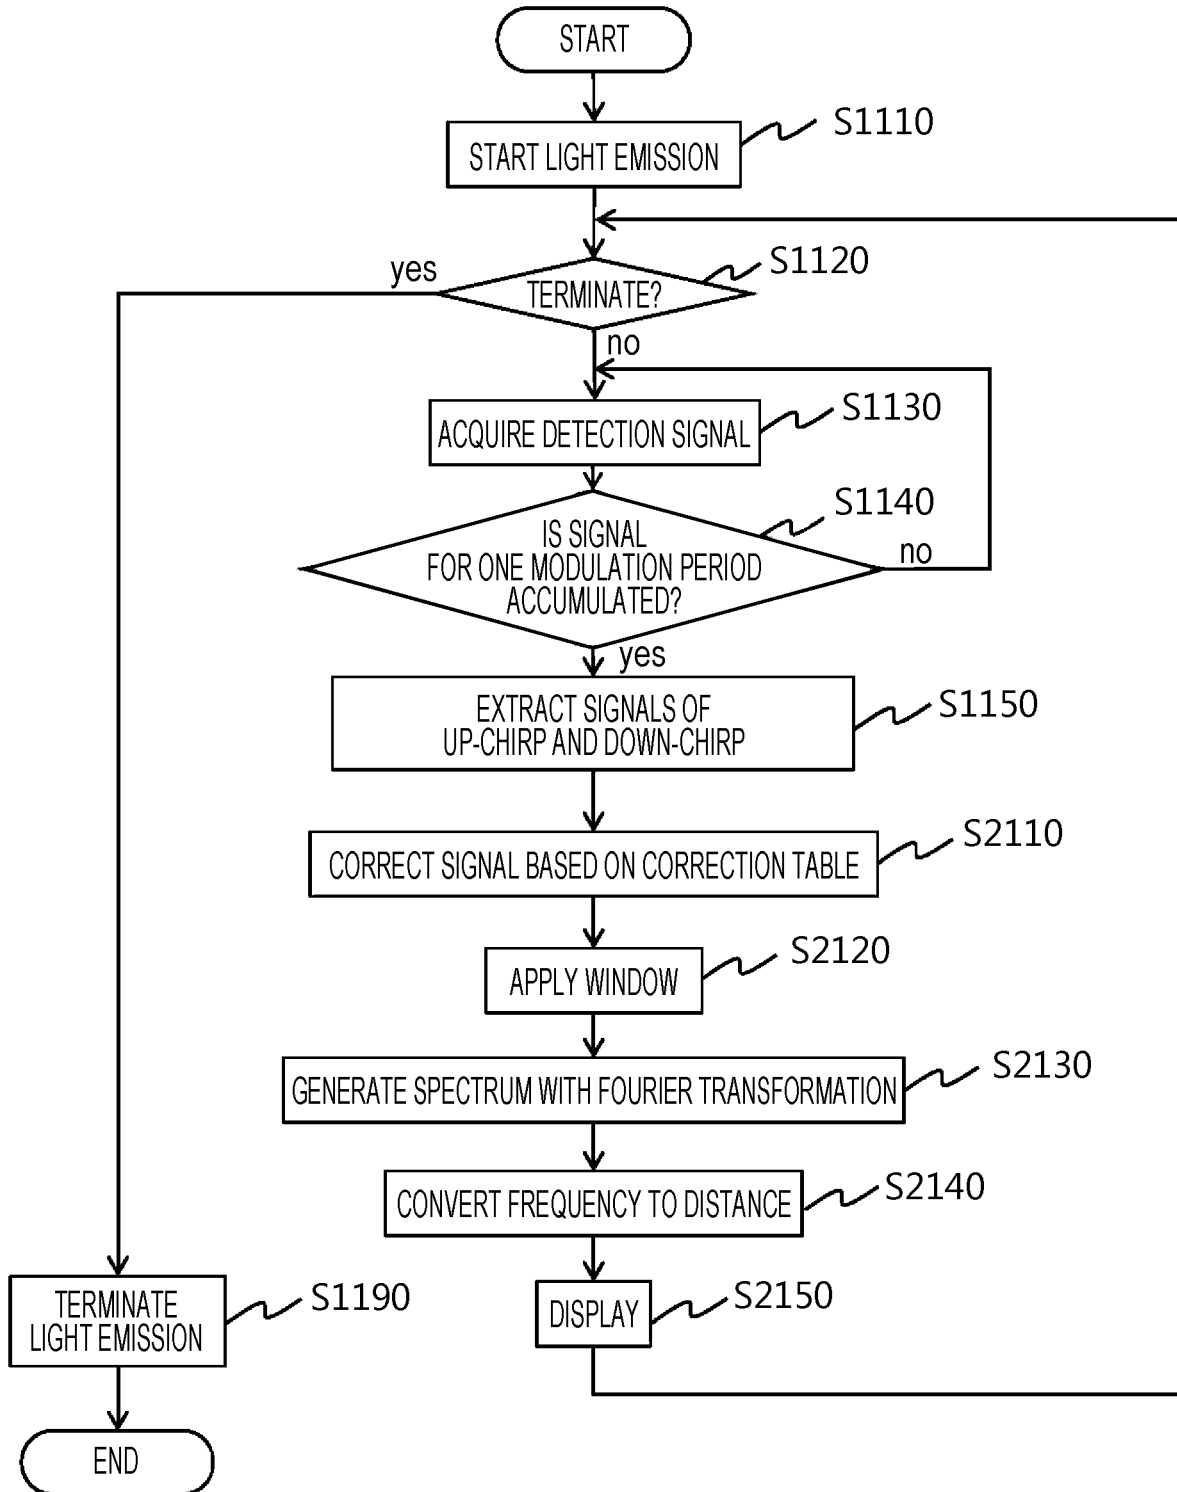 START
START LIGHT EMISSION
S1110
yes
TERMINATE?
S1120
no
ACQUIRE DETECTION SIGNAL
S1130
IS SIGNAL
FOR ONE MODULATION PERIOD
ACCUMULATED?
S1140
no
yes
EXTRACT SIGNALS OF
UP-CHIRP AND DOWN-CHIRP
S1150
CORRECT SIGNAL BASED ON CORRECTION TABLE
S2110
APPLY WINDOW
S2120
GENERATE SPECTRUM WITH FOURIER TRANSFORMATION
S2130
CONVERT FREQUENCY TO DISTANCE
S2140
DISPLAY
S2150
TERMINATE
LIGHT EMISSION
S1190
END